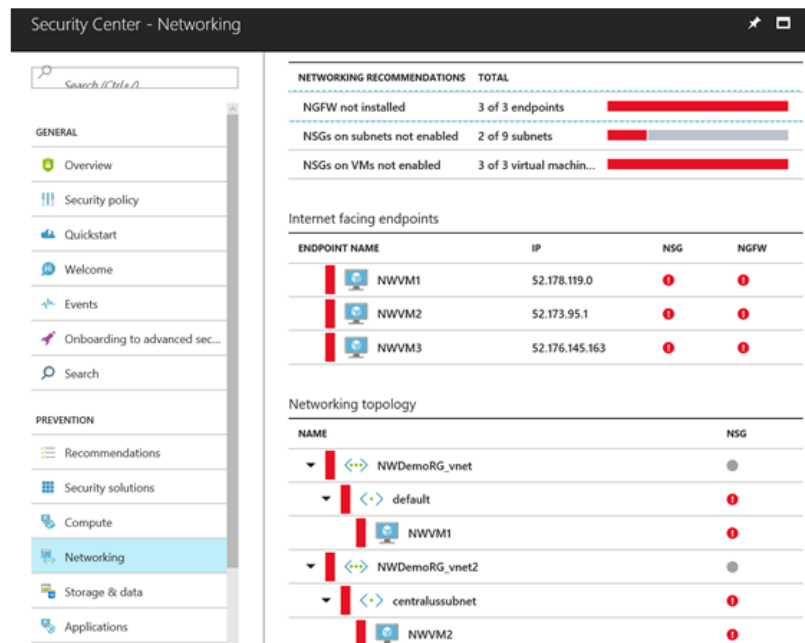 Security Center - Networking
Search (Ctrl+/)
GENERAL
Overview
Security policy
Quickstart
Welcome
Events
Onboarding to advanced sec...
Search
PREVENTION
Recommendations
Security solutions
Compute
Networking
Storage & data
Applications
NETWORKING RECOMMENDATIONS TOTAL
NGFW not installed 3 of 3 endpoints
NSGs on subnets not enabled 2 of 9 subnets
NSGs on VMs not enabled 3 of 3 virtual machin...
Internet facing endpoints
ENDPOINT NAME IP NSG NGFW
NWVM1 52.178.119.0
NWVM2 52.173.95.1
NWVM3 52.176.145.163
Networking topology
NAME NSG
NWDemoRG_vnet
default
NWVM1
NWDemoRG_vnet2
centralussubnet
NWVM2